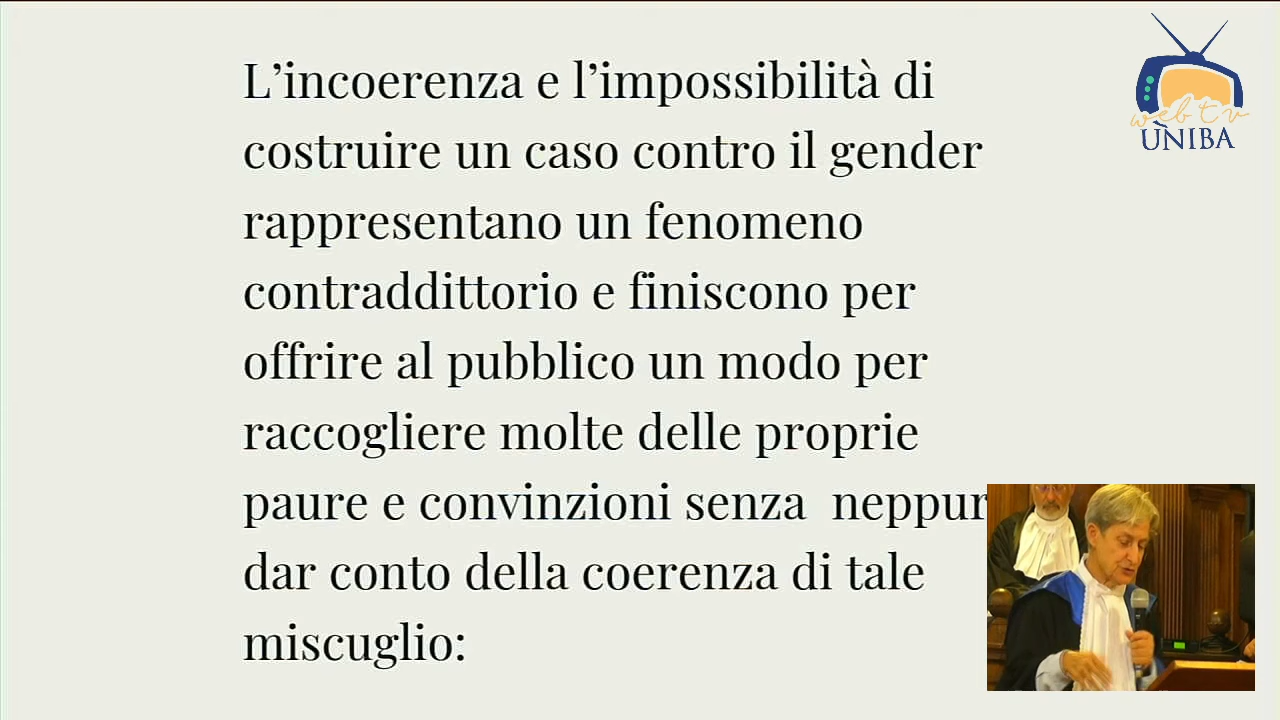 L’incoerenza e l’impossibilità di
costruire un caso contro il gender
rappresentano un fenomeno
contraddittorio e finiscono per
offrire al pubblico un modo per
raccogliere molte delle proprie
paure e convinzioni senza  neppur
dar conto della coerenza di tale
miscuglio:
web tv
UNIBA